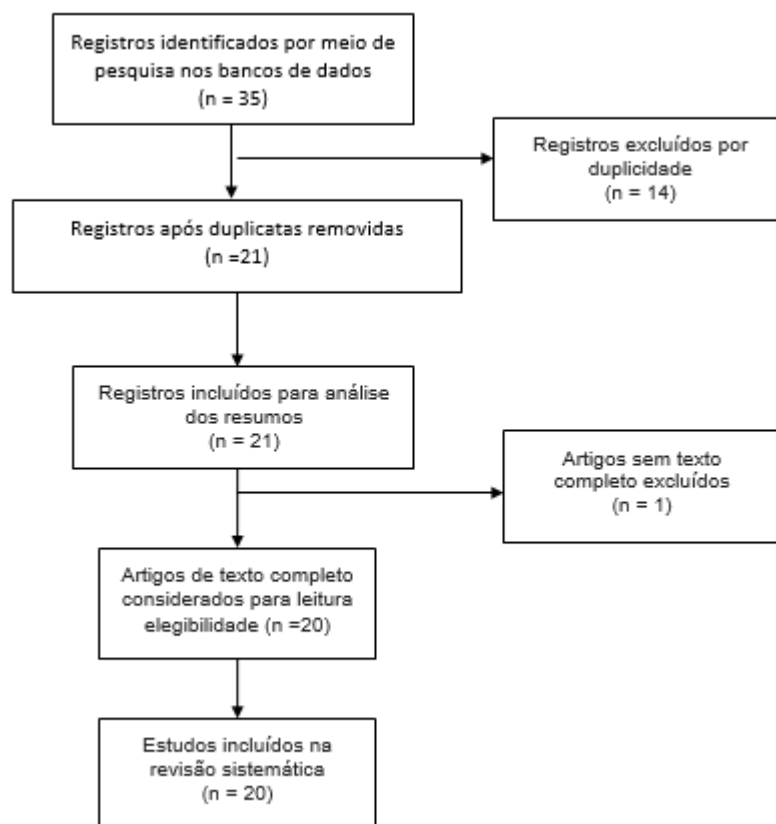 Registros identificados por meio de
pesquisa nos bancos de dados
(n = 35)
Registros excluídos por
duplicidade
(n = 14)
Registros após duplicatas removidas
(n =21)
Registros incluídos para análise
dos resumos
(n = 21)
Artigos sem texto
completo excluídos
(n = 1)
Artigos de texto completo
considerados para leitura
elegibilidade (n =20)
Estudos incluídos na
revisão sistemática
(n = 20)